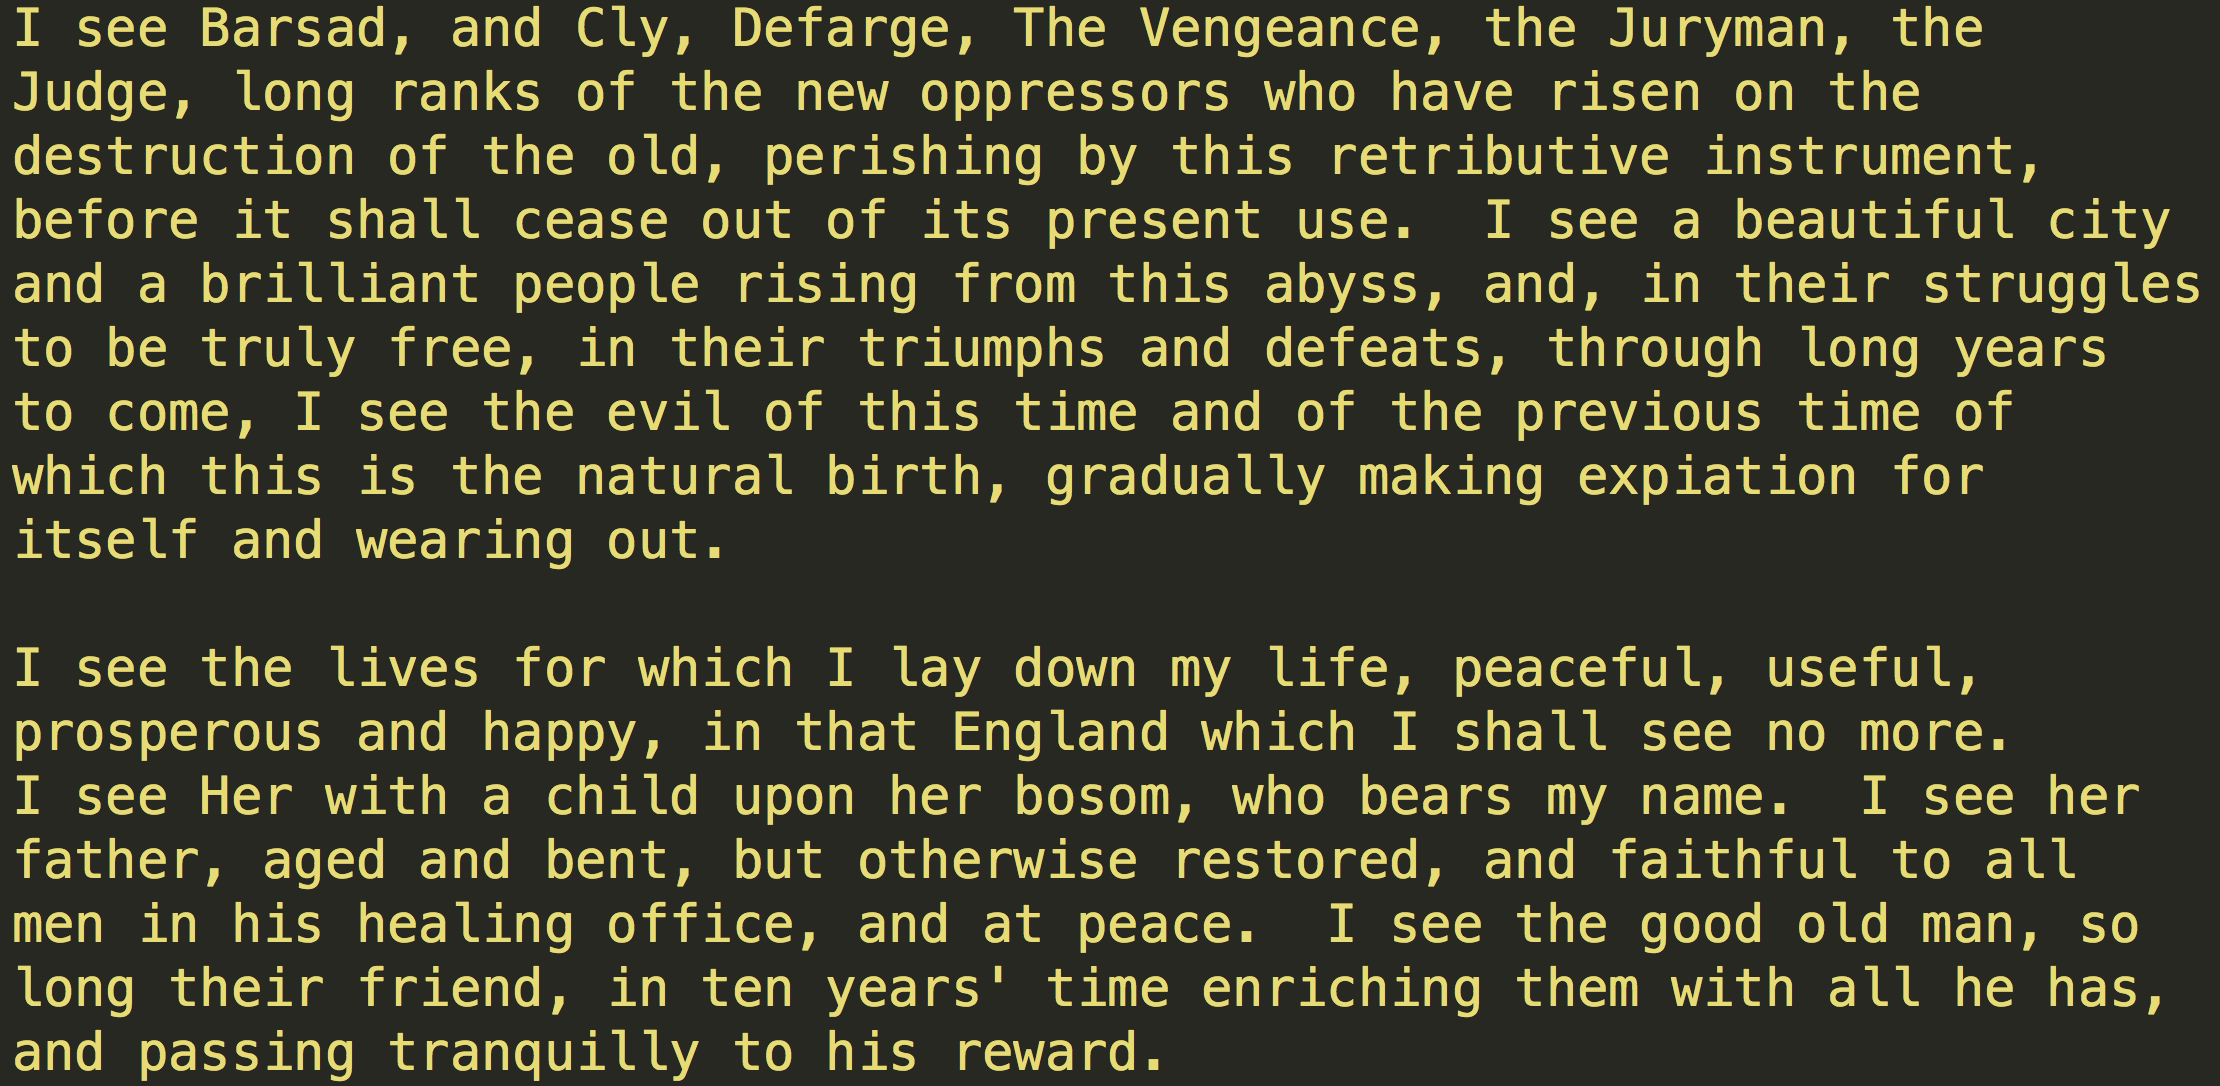 I see Barsad, and Cly, Defarge, The Vengeance, the Juryman, the
Judge, long ranks of the new oppressors who have risen on the
destruction of the old, perishing by this retributive instrument,
before it shall cease out of its present use.  I see a beautiful city
and a brilliant people rising from this abyss, and, in their struggles
to be truly free, in their triumphs and defeats, through long years
to come, I see the evil of this time and of the previous time of
which this is the natural birth, gradually making expiation for
itself and wearing out.

I see the lives for which I lay down my life, peaceful, useful,
prosperous and happy, in that England which I shall see no more.
I see Her with a child upon her bosom, who bears my name.  I see her
father, aged and bent, but otherwise restored, and faithful to all
men in his healing office, and at peace.  I see the good old man, so
long their friend, in ten years' time enriching them with all he has,
and passing tranquilly to his reward.